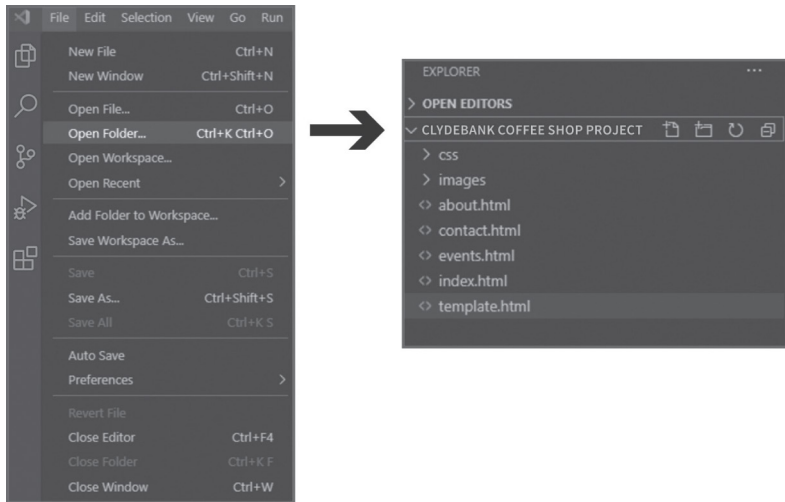 File Edit Selection View Go Run
New File Ctrl+N
New Window Ctrl+Shift+N
Open File... Ctrl+O
Open Folder... Ctrl+K Ctrl+O
Open Workspace...
Open Recent
Add Folder to Workspace...
Save Workspace As...
Save Ctrl+S
Save As... Ctrl+Shift+S
Save All Ctrl+K S
Auto Save
Preferences
Revert File
Close Editor Ctrl+F4
Close Folder Ctrl+K F
Close Window Ctrl+W
EXPLORER ...
OPEN EDITORS
CLYDEBANK COFFEE SHOP PROJECT
css
images
about.html
contact.html
events.html
index.html
template.html